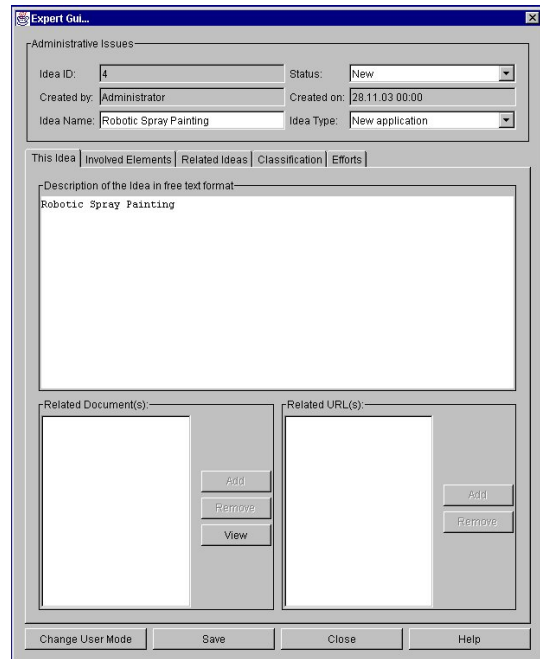 Expert Gui...
Administrative Issues
Idea ID: 4 Status: New
Created by: Administrator Created on: 28.11.03 00:00
Idea Name: Robotic Spray Painting Idea Type: New application
This Idea Involved Elements Related Ideas Classification Efforts
Description of the Idea in free text format
Robotic Spray Painting
Related Document(s): Related URL(s):
Add Add
Remove Remove
View
Change User Mode Save Close Help